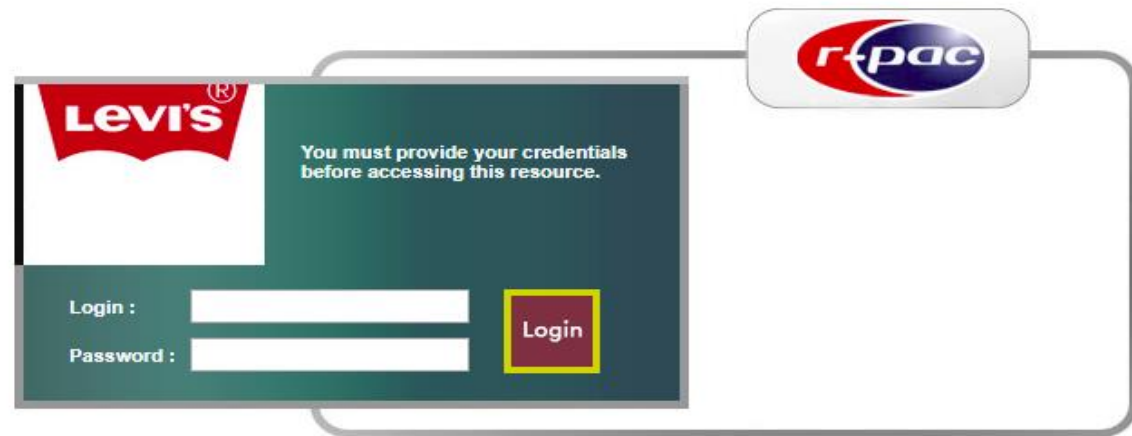 r-pac
LEVI'S®
You must provide your credentials
before accessing this resource.
Login :
Password :
Login